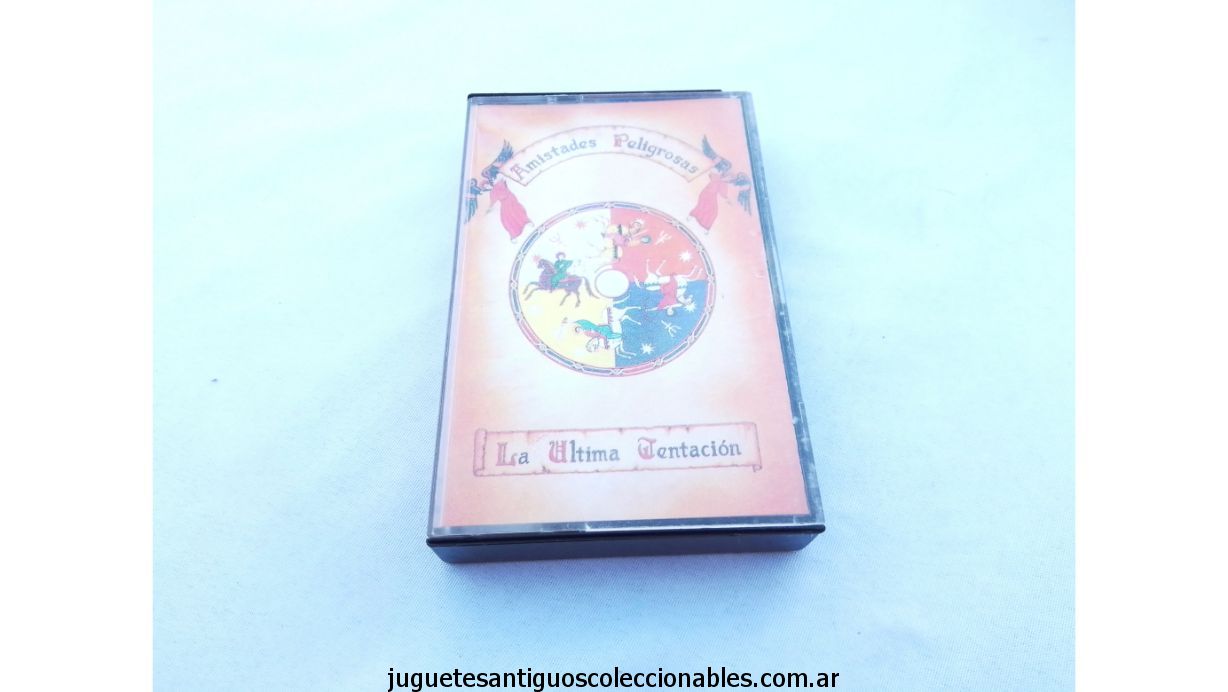 Amistades Peligrosas
La Ultima Tentación
juguetesantiguoscoleccionables.com.ar